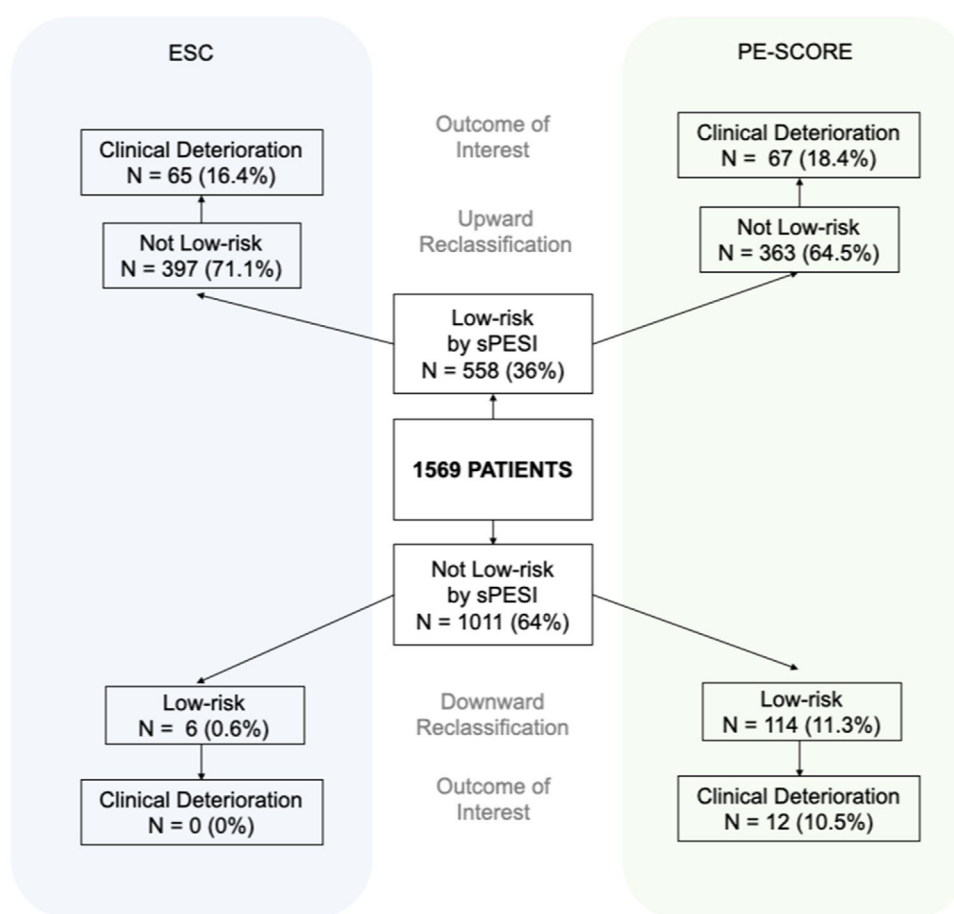 ESC
PE-SCORE
Outcome of
Interest
Clinical Deterioration
N = 65 (16.4%)
Clinical Deterioration
N = 67 (18.4%)
Upward
Reclassification
Not Low-risk
N = 397 (71.1%)
Not Low-risk
N = 363 (64.5%)
Low-risk
by sPESI
N = 558 (36%)
1569 PATIENTS
Not Low-risk
by sPESI
N = 1011 (64%)
Low-risk
N = 6 (0.6%)
Downward
Reclassification
Low-risk
N = 114 (11.3%)
Clinical Deterioration
N = 0 (0%)
Outcome of
Interest
Clinical Deterioration
N = 12 (10.5%)